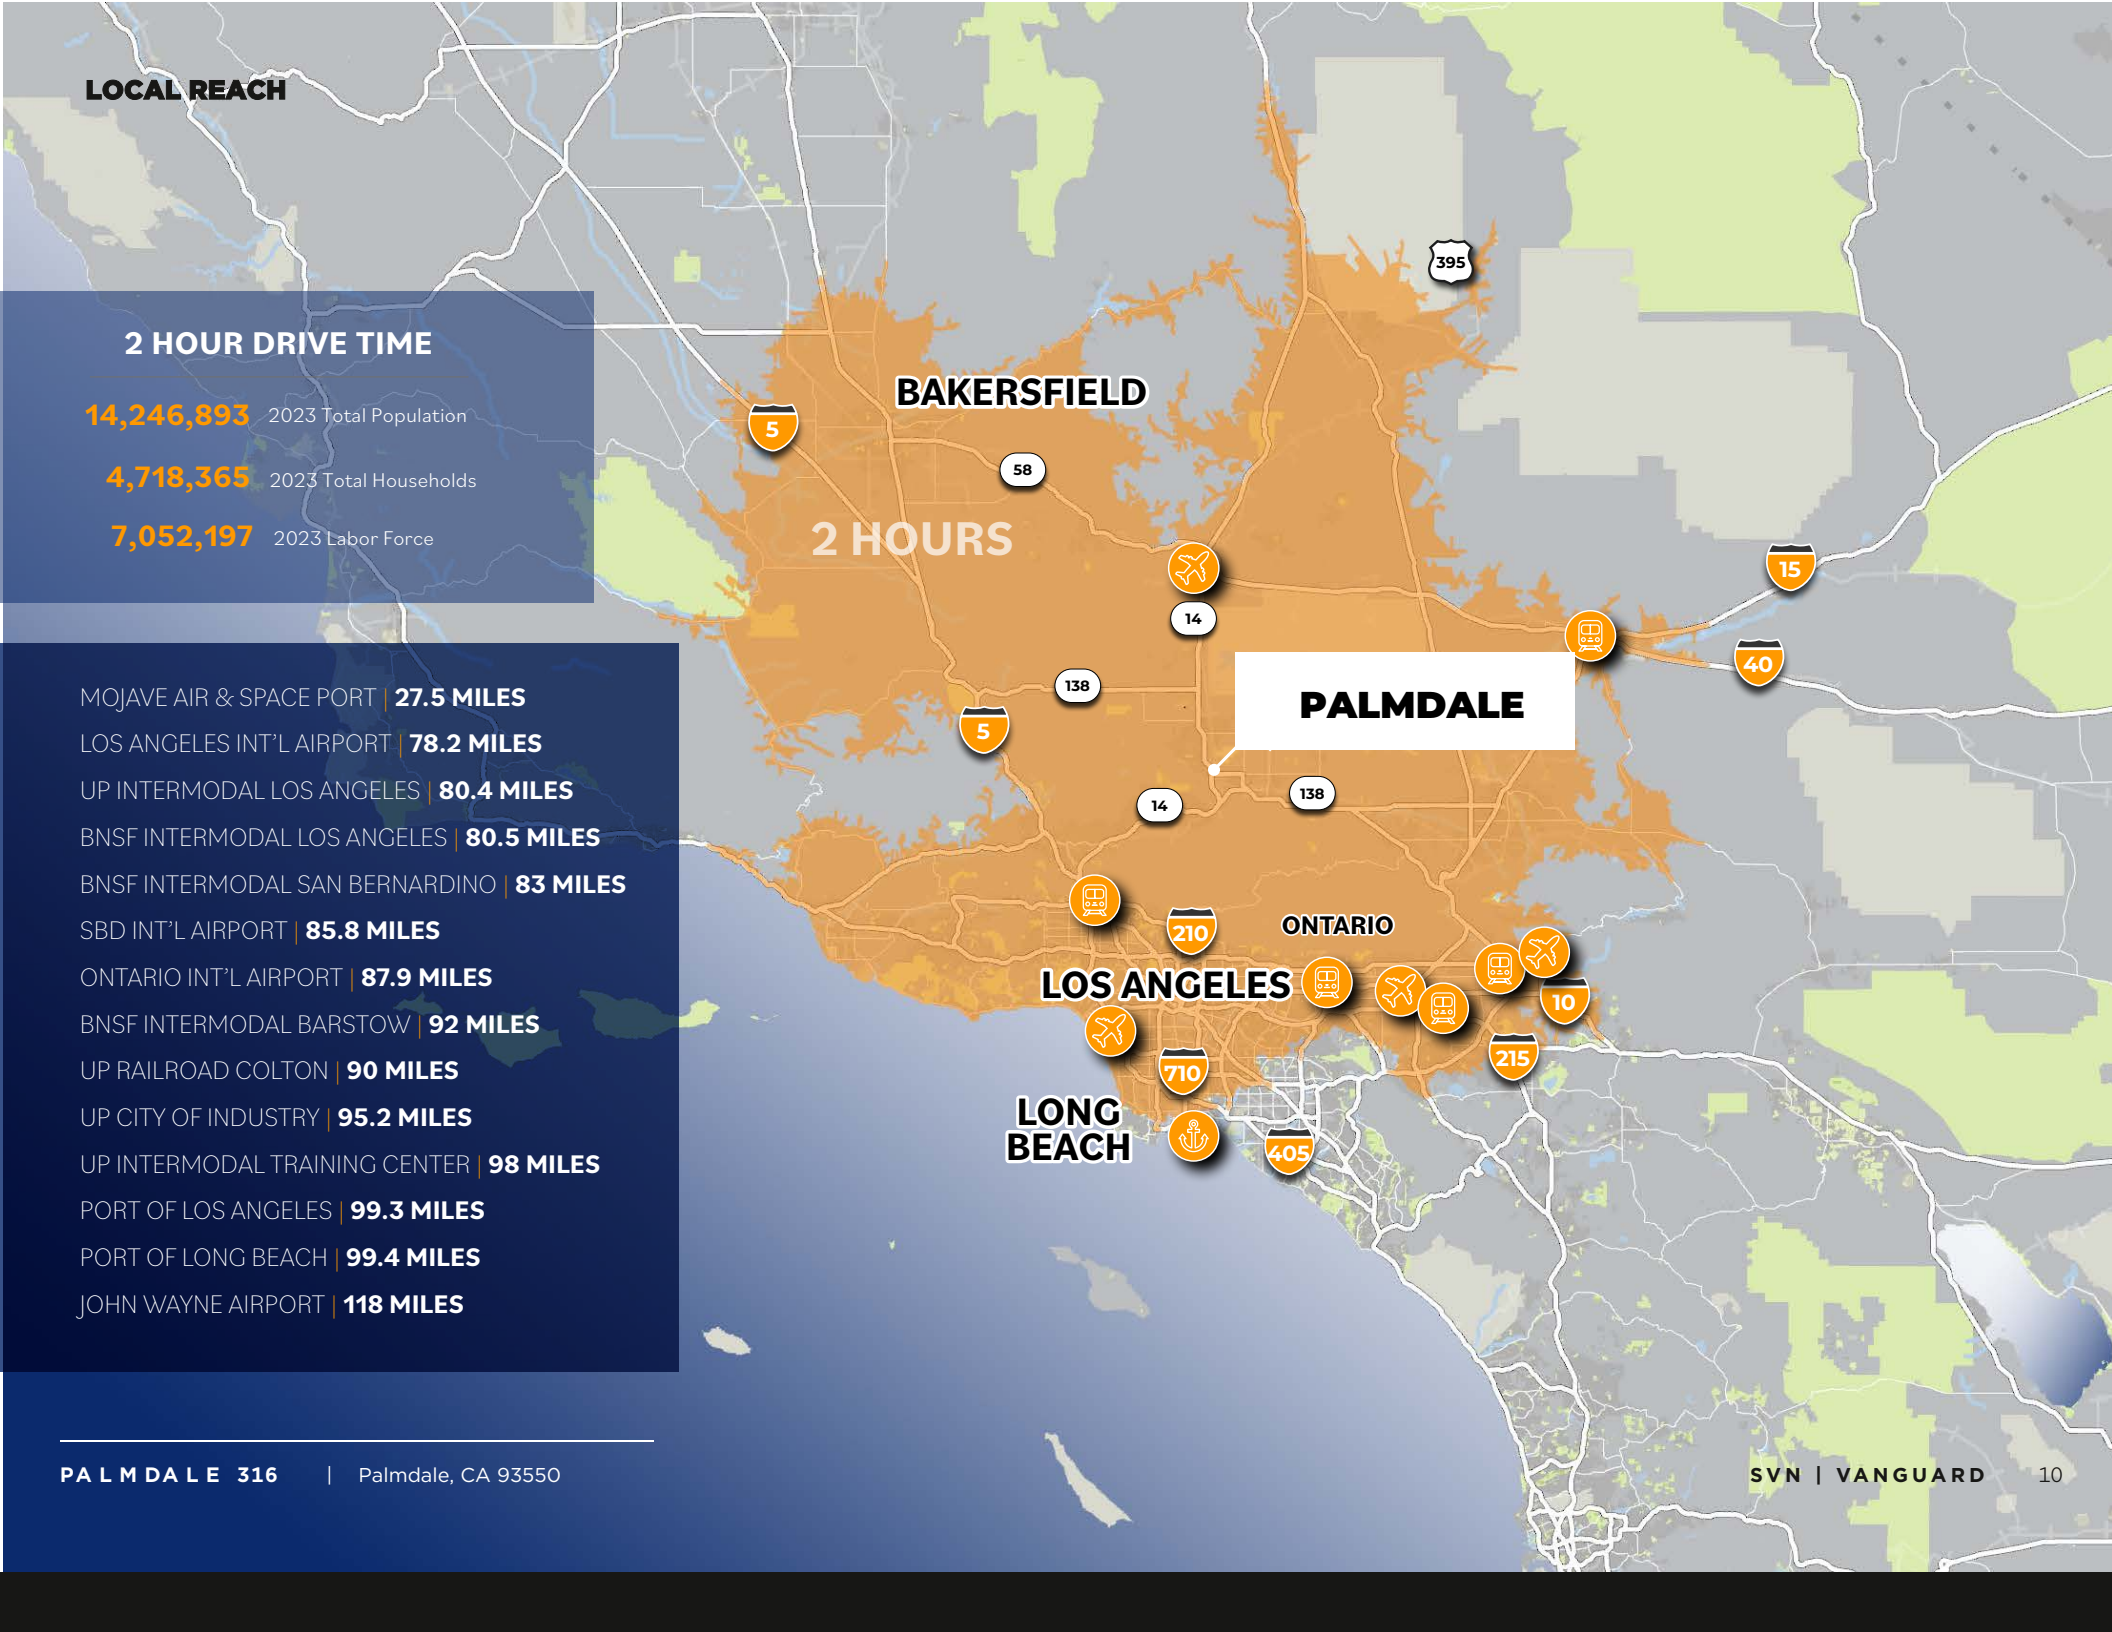 LOCAL REACH
2 HOUR DRIVE TIME
14,246,893 2023 Total Population
4,718,365 2023 Total Households
7,052,197 2023 Labor Force
MOJAVE AIR & SPACE PORT | 27.5 MILES
LOS ANGELES INT'L AIRPORT | 78.2 MILES
UP INTERMODAL LOS ANGELES | 80.4 MILES
BNSF INTERMODAL LOS ANGELES | 80.5 MILES
BNSF INTERMODAL SAN BERNARDINO | 83 MILES
SBD INT'L AIRPORT | 85.8 MILES
ONTARIO INT'L AIRPORT | 87.9 MILES
BNSF INTERMODAL BARSTOW | 92 MILES
UP RAILROAD COLTON | 90 MILES
UP CITY OF INDUSTRY | 95.2 MILES
UP INTERMODAL TRAINING CENTER | 98 MILES
PORT OF LOS ANGELES | 99.3 MILES
PORT OF LONG BEACH | 99.4 MILES
JOHN WAYNE AIRPORT | 118 MILES
395
BAKERSFIELD
5
58
2 HOURS
15
14
40
138
PALMDALE
5
138
14
210
ONTARIO
LOS ANGELES
10
215
710
LONG
BEACH
405
PALMDALE 316 | Palmdale, CA 93550
SVN | VANGUARD 10